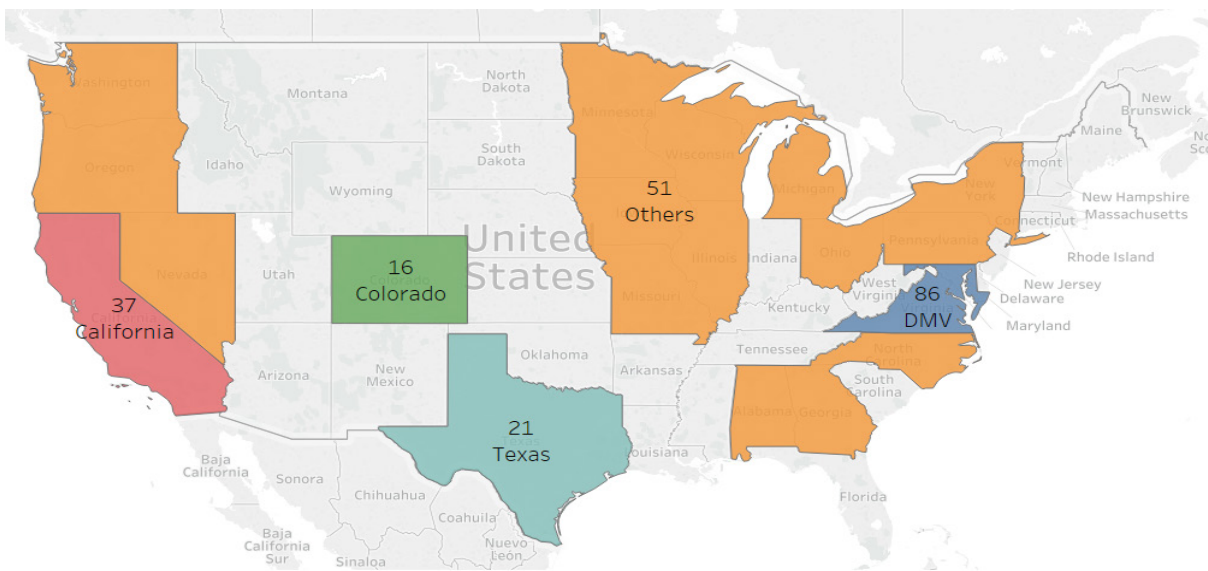 Washington
Montana
North
Dakota
Minnesota
New
Brunswick
Maine
Oregon
Idaho
South
Dakota
Wisconsin
Vermont
Wyoming
51
Others
Michigan
New
York
New Hampshire
Massachusetts
Connecticut
Rhode Island
United
States
Nevada
Utah
16
Colorado
Illinois
Indiana
Ohio
Pennsylvania
New Jersey
Delaware
Maryland
West
Virginia
86
DMV
37
California
Missouri
Kentucky
Arizona
New
Mexico
Oklahoma
Arkansas
Tennessee
North
Carolina
South
Carolina
Alabama
Georgia
21
Texas
Louisiana
Florida
Baja
California
Sonora
Chihuahua
Coahuila
Baja
California
Sur
Sinaloa
Nuevo
León